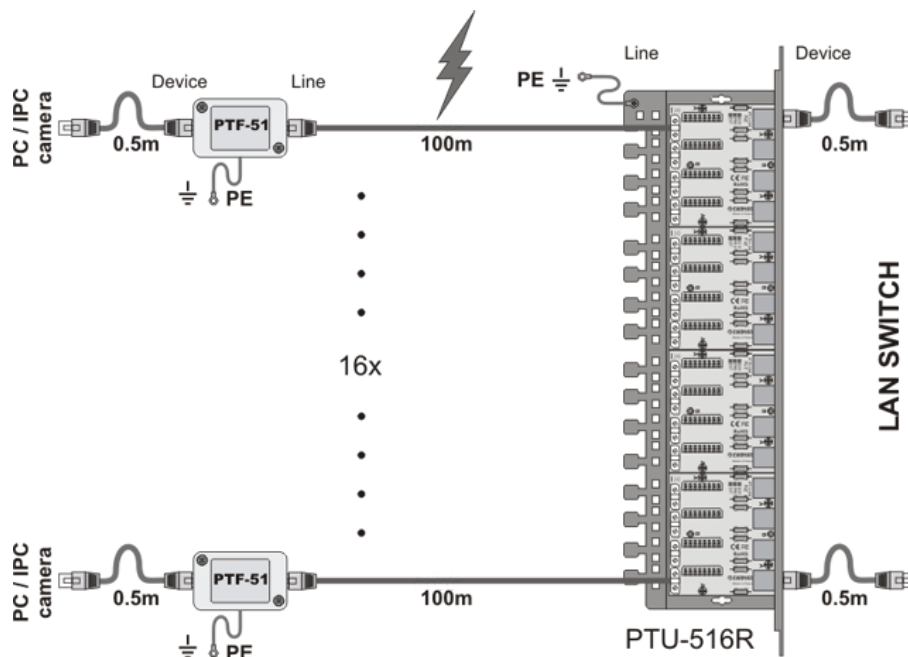 Device
Line
PE
Line
Device
PC / IPC
camera
PTF-51
0.5m
100m
0.5m
PE
16x
LAN SWITCH
PC / IPC
camera
PTF-51
0.5m
100m
0.5m
PE
PTU-516R